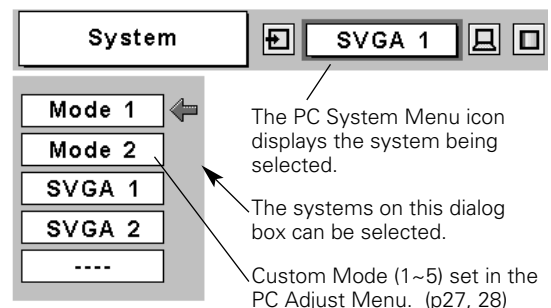 System
SVGA 1
Mode 1
Mode 2
SVGA 1
SVGA 2
----
The PC System Menu icon
displays the system being
selected.
The systems on this dialog
box can be selected.
Custom Mode (1~5) set in the
PC Adjust Menu. (p27, 28)